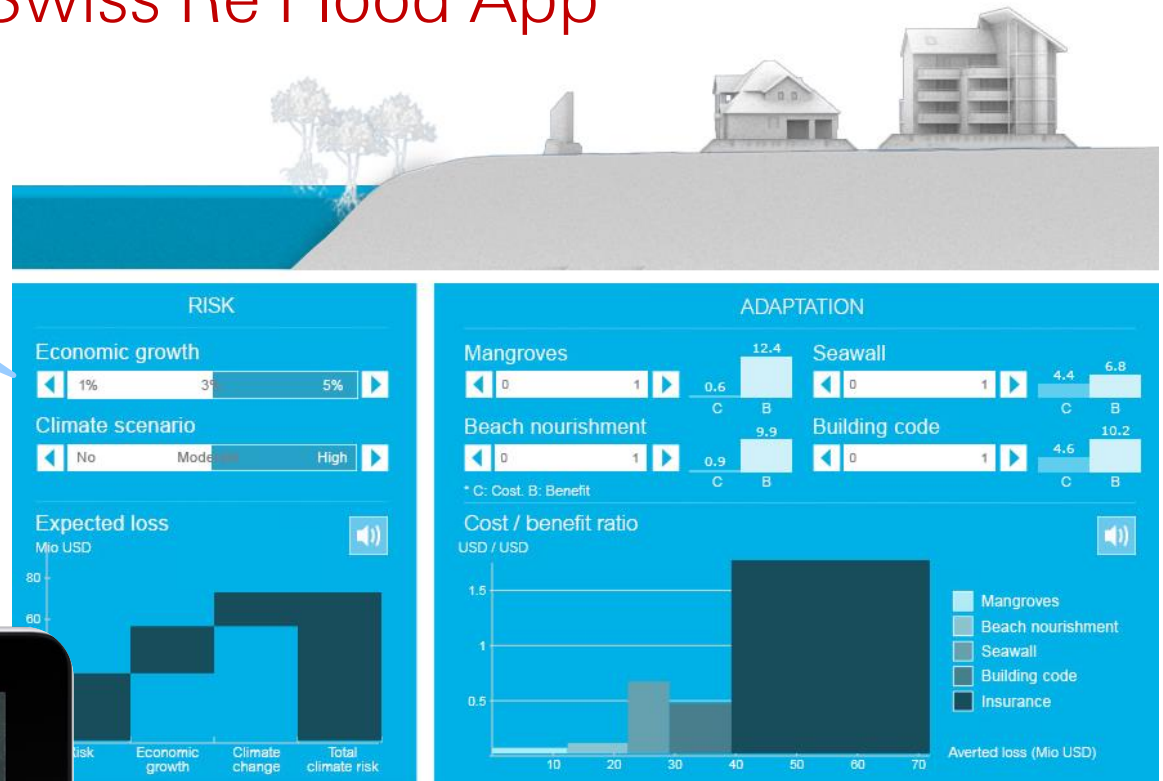 Swiss Re Flood App
RISK
Economic growth
1% 3% 5%
Climate scenario
No Moderate High
Expected loss
Mio USD
80
60
Risk
Economic growth
Climate change
Total climate risk
ADAPTATION
Mangroves
0 1
0.6 12.4
C B
Seawall
0 1
4.4 6.8
C B
Beach nourishment
0 1
0.9 9.9
C B
Building code
0 1
4.6 10.2
C B
* C: Cost. B: Benefit
Cost / benefit ratio
USD / USD
1.5
1
0.5
10 20 30 40 50 60 70
Averted loss (Mio USD)
Mangroves
Beach nourishment
Seawall
Building code
Insurance